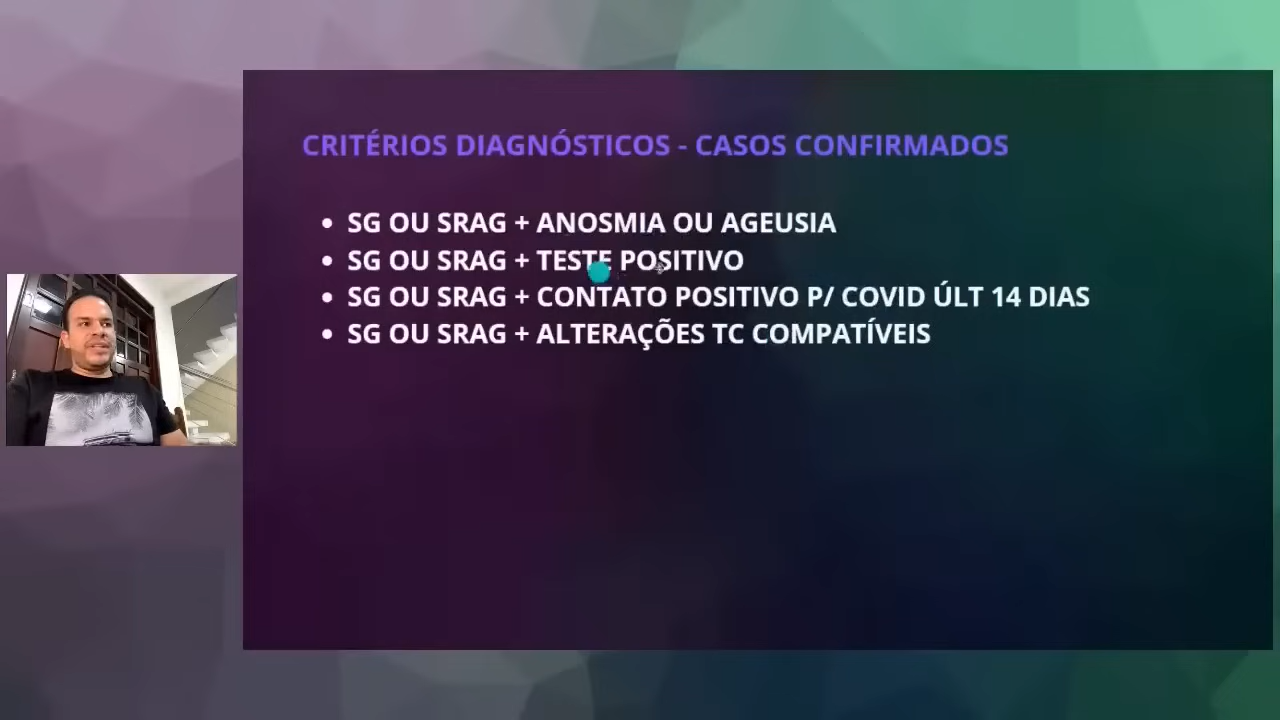 CRITÉRIOS DIAGNÓSTICOS - CASOS CONFIRMADOS
• SG OU SRAG + ANOSMIA OU AGEUSIA
• SG OU SRAG + TESTE POSITIVO
• SG OU SRAG + CONTATO POSITIVO P/ COVID ÚLT 14 DIAS
• SG OU SRAG + ALTERAÇÕES TC COMPATÍVEIS